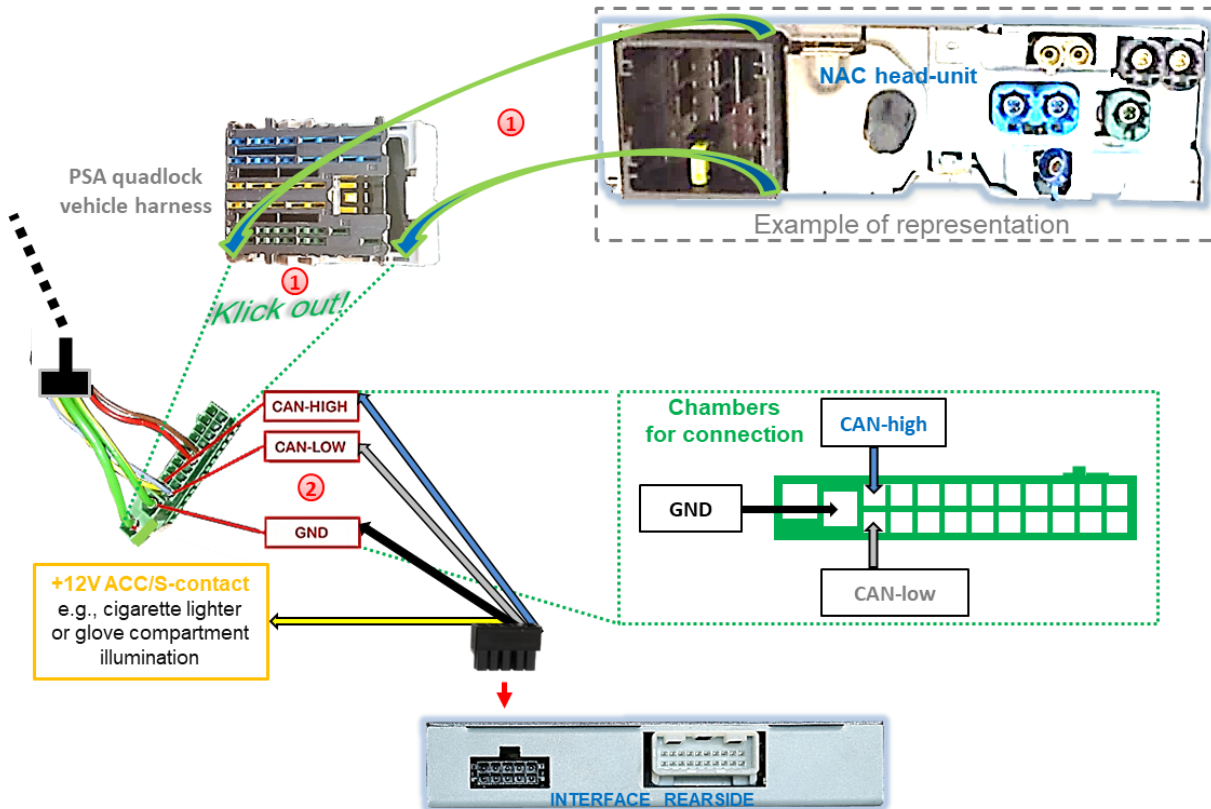 NAC head-unit
1
PSA quadlock
vehicle harness
Example of representation
1
Klick out!
CAN-HIGH
CAN-LOW
2
GND
Chambers
for connection
CAN-high
GND
CAN-low
+12V ACC/S-contact
e.g., cigarette lighter
or glove compartment
illumination
INTERFACE REARSIDE